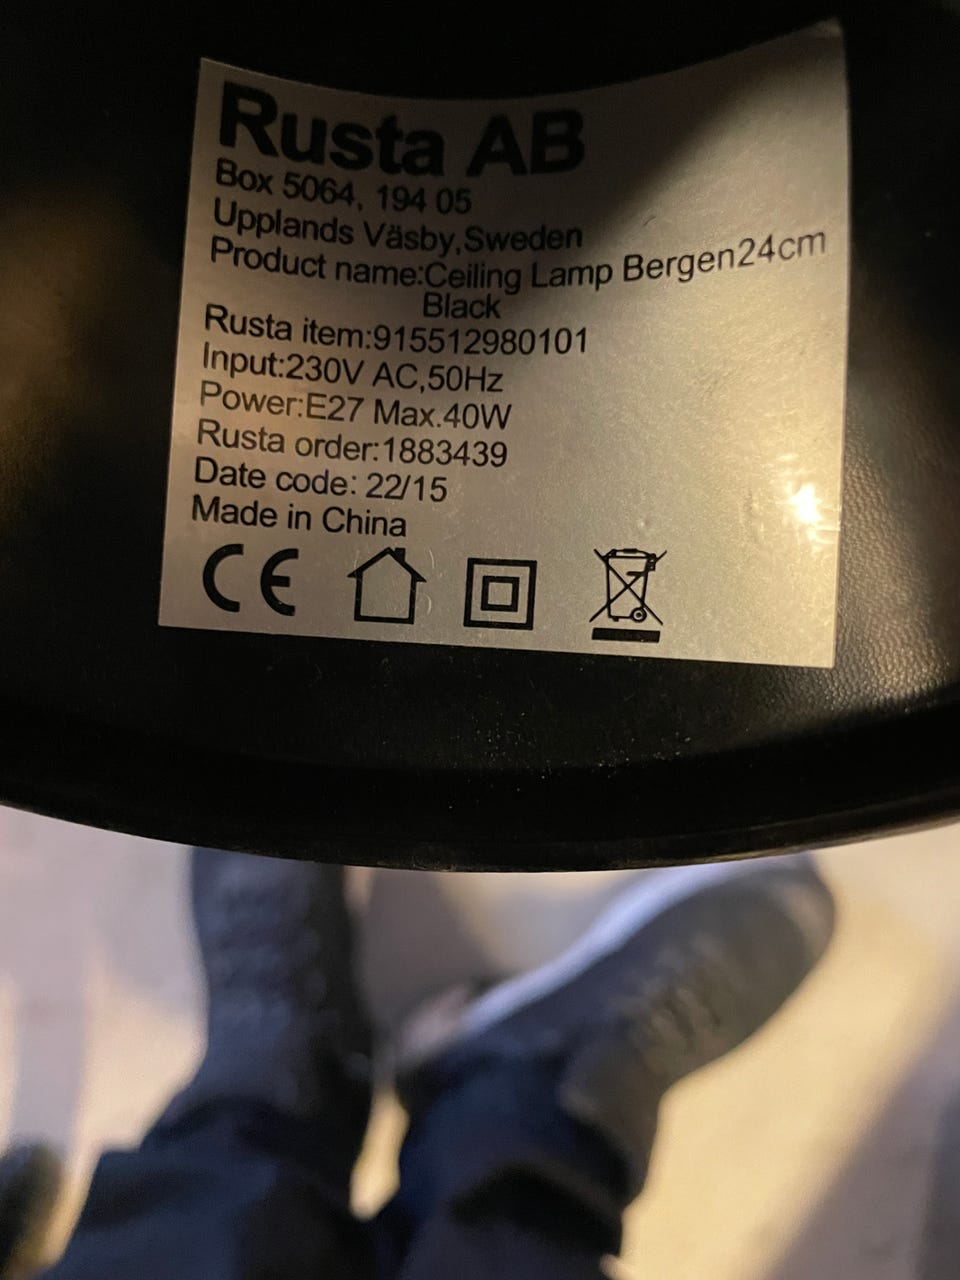 Rusta AB
Box 5064, 194 05
Upplands Väsby,Sweden
Product name:Ceiling Lamp Bergen24cm
Black
Rusta item:915512980101
Input:230V AC,50Hz
Power:E27 Max.40W
Rusta order:1883439
Date code: 22/15
Made in China
CE